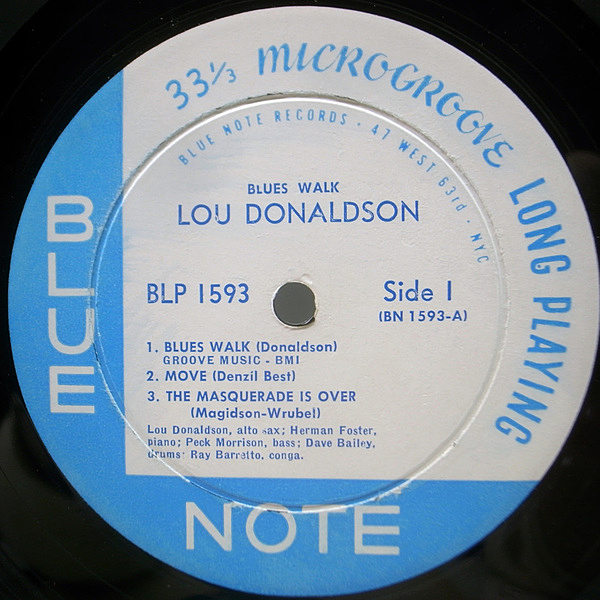 33⅓ MICROGROOVE LONG PLAYING
BLUE NOTE RECORDS · 47 WEST 63rd · NYC
BLUES WALK
LOU DONALDSON
BLP 1593
Side 1
(BN 1593-A)
1. BLUES WALK (Donaldson)
GROOVE MUSIC - BMI
2. MOVE (Denzil Best)
3. THE MASQUERADE IS OVER
(Magidson-Wrubel)
Lou Donaldson, alto sax; Herman Foster,
piano; Peck Morrison, bass; Dave Bailey,
drums; Ray Barretto, conga.
BLUE
NOTE